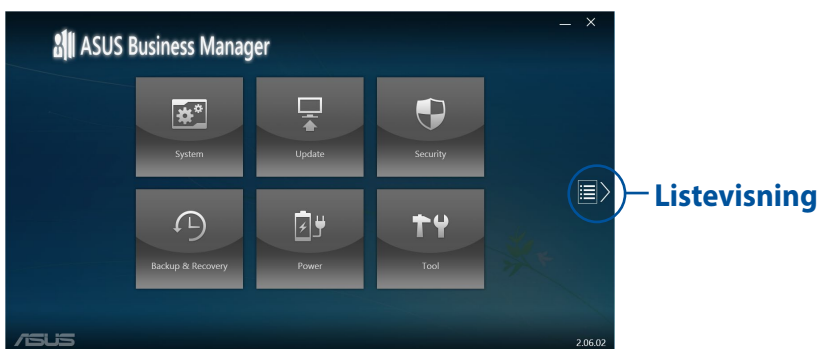 ASUS Business Manager
System
Update
Security
Listevisning
Backup & Recovery
Power
Tool
ASUS
2.06.02